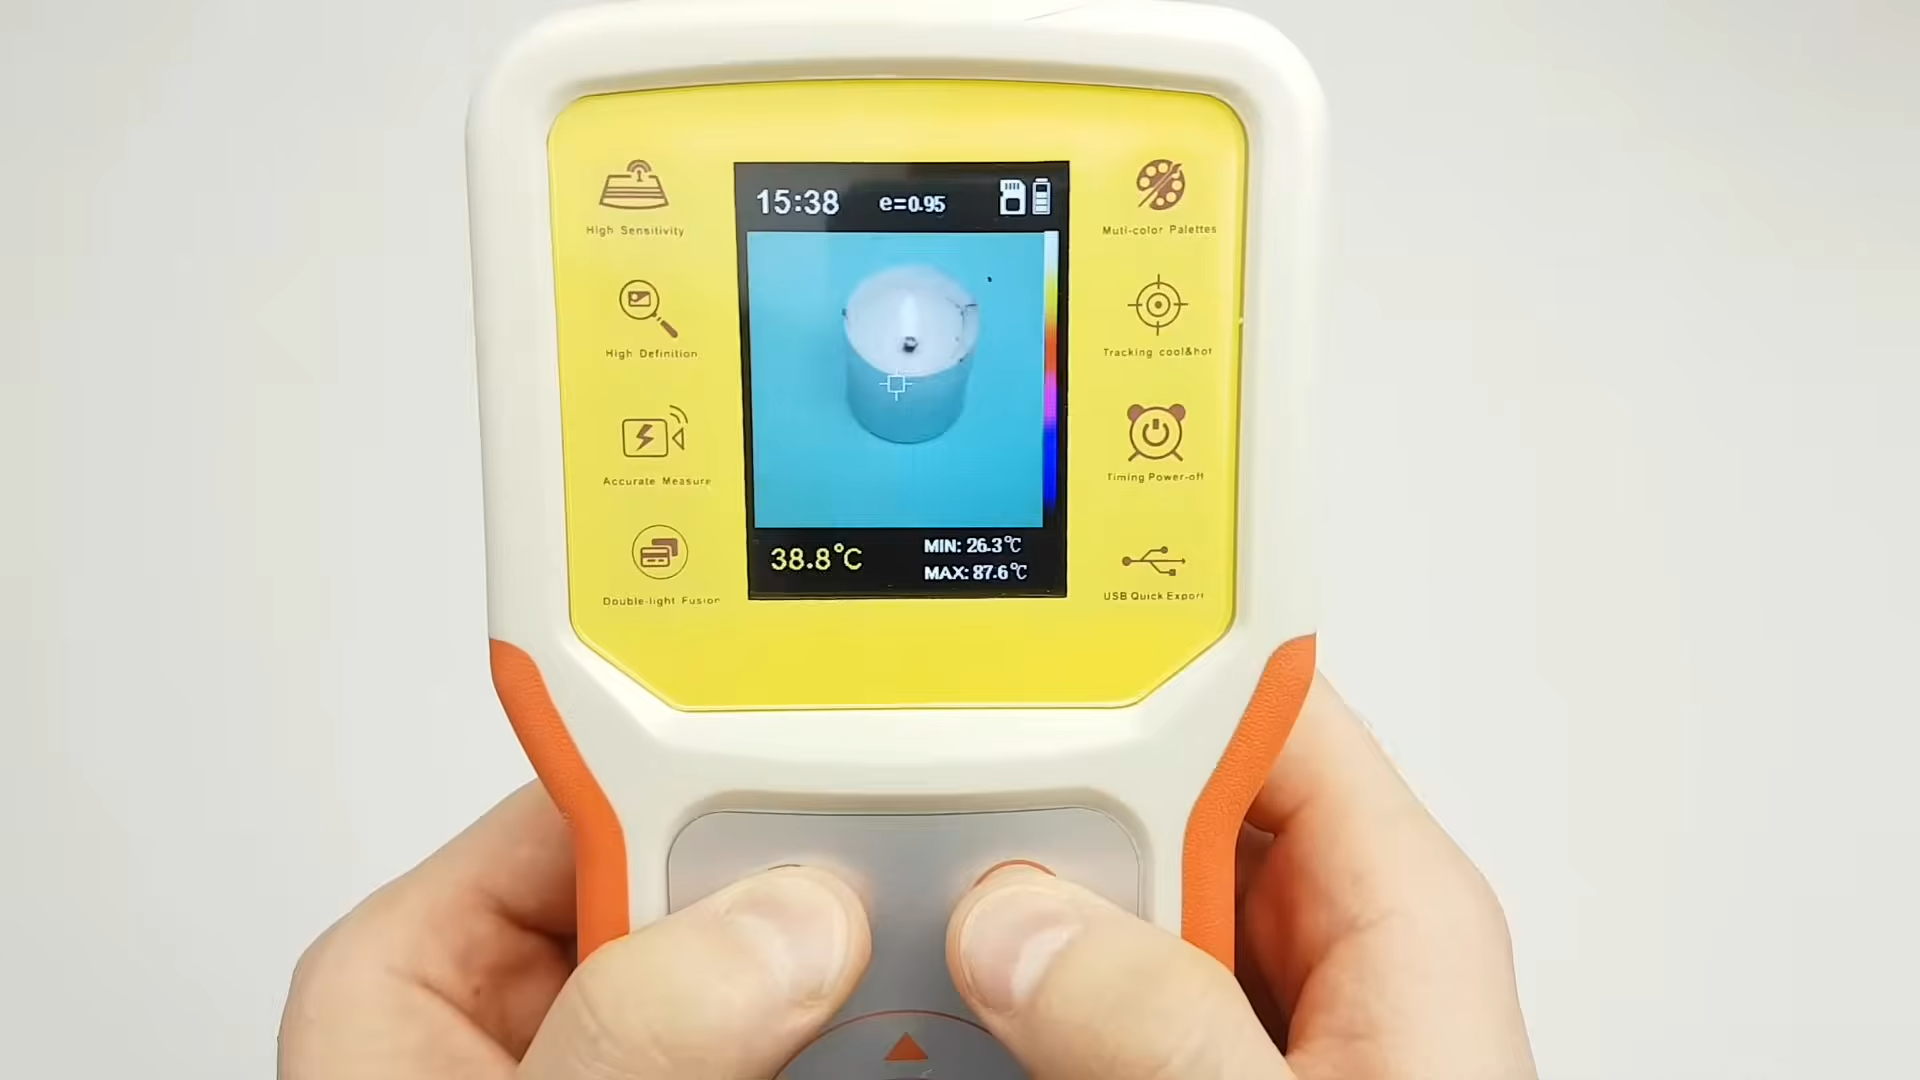 High Sensitivity
High Definition
Accurate Measure
Double-light Fusion
15:38 e=0.95
38.8°C
MIN: 26.3°C
MAX: 87.6°C
Muti-color Palettes
Tracking cool&hot
Timing Power-off
USB Quick Export